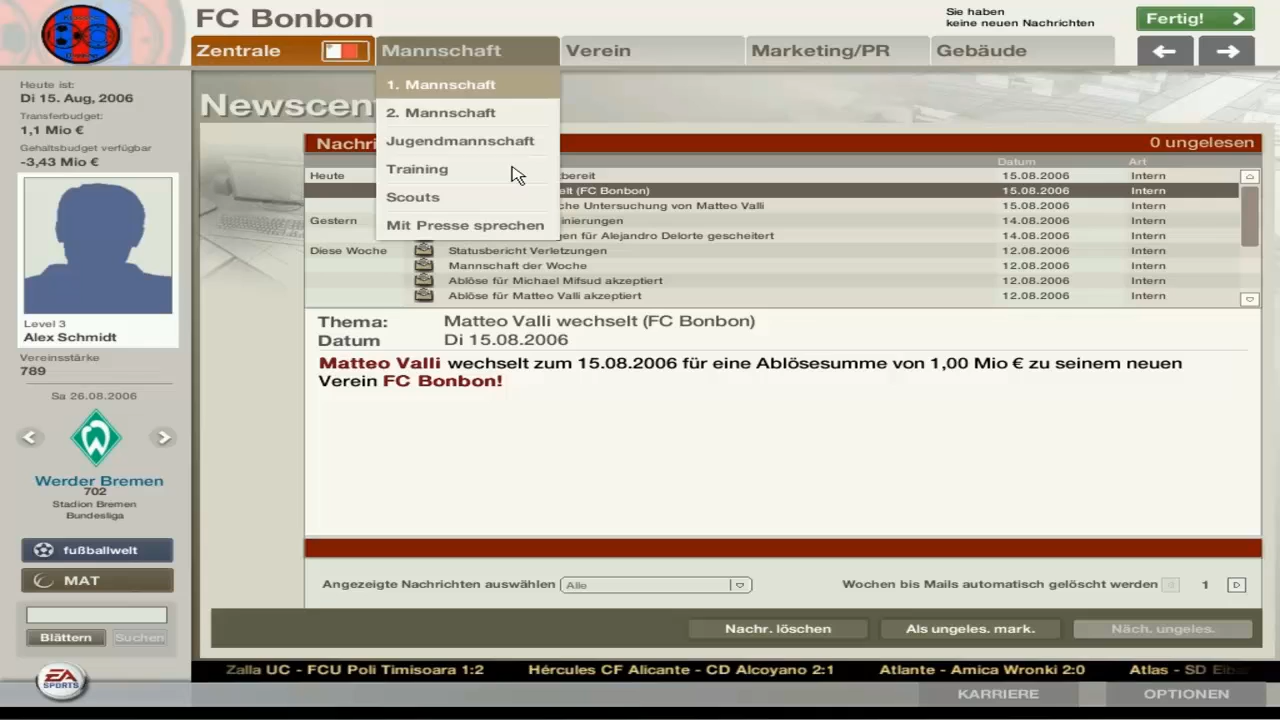 FC Bonbon
Sie haben
keine neuen Nachrichten
Fertig!
Zentrale
Mannschaft
Verein
Marketing/PR
Gebäude
1. Mannschaft
2. Mannschaft
Jugendmannschaft
Training
Scouts
Mit Presse sprechen
Heute ist:
Di 15. Aug, 2006
Transferbudget:
1,1 Mio €
Gehaltsbudget verfügbar
-3,43 Mio €
Level 3
Alex Schmidt
Vereinsstärke
789
Sa 26.08.2006
Werder Bremen
702
Stadion Bremen
Bundesliga
fußballwelt
MAT
Blättern
Suchen
EA
SPORTS
Newscen
Nachri
0 ungelesen
Datum Art
Heute bereit 15.08.2006 Intern
elt (FC Bonbon) 15.08.2006 Intern
che Untersuchung von Matteo Valli 15.08.2006 Intern
Gestern inierungen 14.08.2006 Intern
gen für Alejandro Delorte gescheitert 14.08.2006 Intern
Diese Woche Statusbericht Verletzungen 12.08.2006 Intern
Mannschaft der Woche 12.08.2006 Intern
Ablöse für Michael Mifsud akzeptiert 12.08.2006 Intern
Ablöse für Matteo Valli akzeptiert 12.08.2006 Intern
Thema: Matteo Valli wechselt (FC Bonbon)
Datum Di 15.08.2006
Matteo Valli wechselt zum 15.08.2006 für eine Ablösesumme von 1,00 Mio € zu seinem neuen
Verein FC Bonbon!
Angezeigte Nachrichten auswählen Alle
Wochen bis Mails automatisch gelöscht werden 1
Nachr. löschen
Als ungeles. mark.
Näch. ungeles.
Zalla UC - FCU Poli Timisoara 1:2 Hércules CF Alicante - CD Alcoyano 2:1 Atlante - Amica Wronki 2:0 Atlas - SD
KARRIERE
OPTIONEN